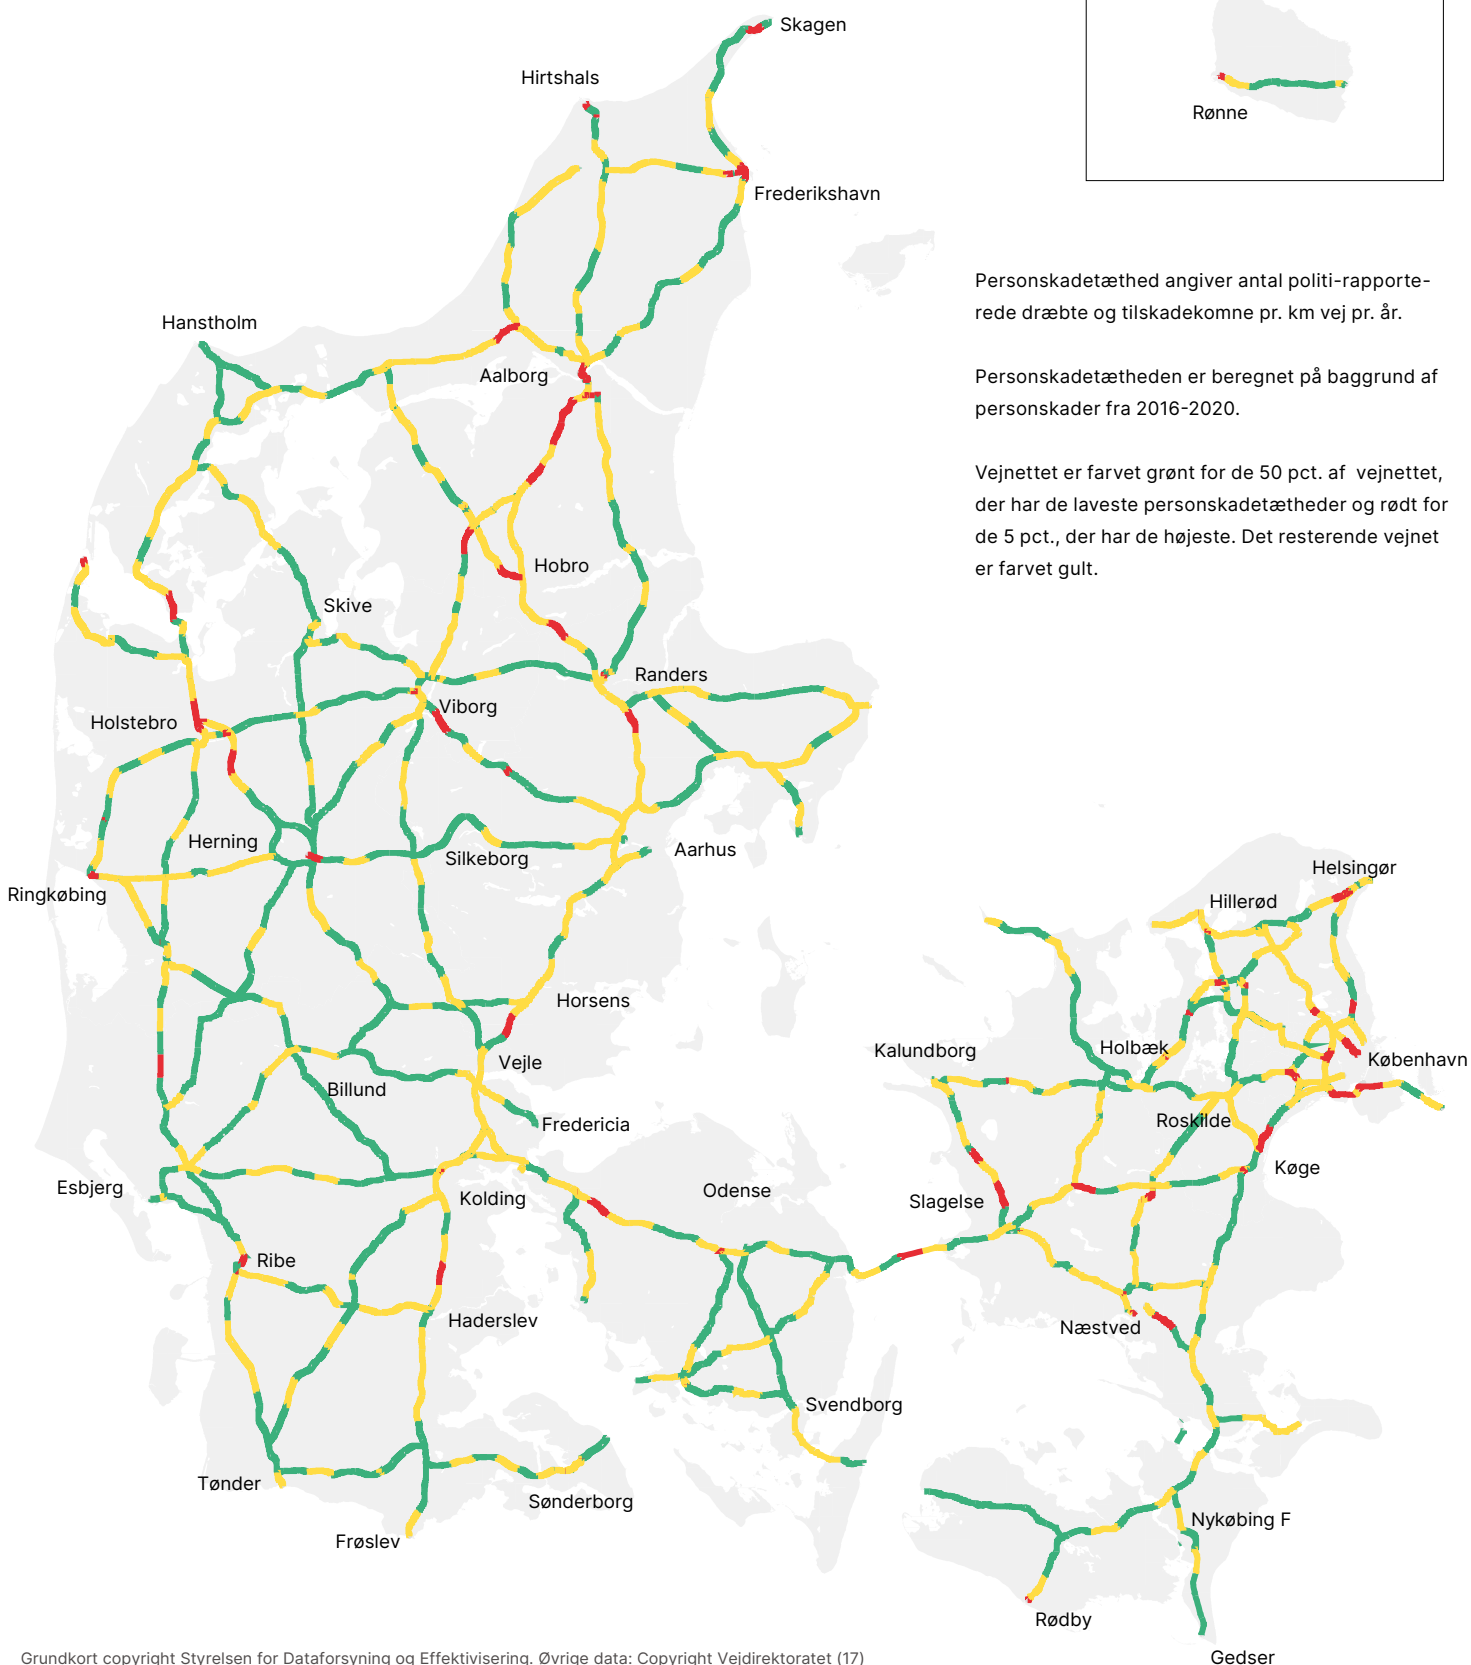 Skagen
Hirtshals
Rønne
Frederikshavn
Personskadetæthed angiver antal politi-rapporte-
rede dræbte og tilskadekomne pr. km vej pr. år.
Hanstholm
Aalborg
Personskadetætheden er beregnet på baggrund af
personskader fra 2016-2020.
Vejnettet er farvet grønt for de 50 pct. af vejnettet,
der har de laveste personskadetætheder og rødt for
de 5 pct., der har de højeste. Det resterende vejnet
er farvet gult.
Hobro
Skive
Randers
Viborg
Holstebro
Herning
Silkeborg
Aarhus
Ringkøbing
Helsingør
Hillerød
Horsens
Kalundborg
Holbæk
København
Vejle
Billund
Fredericia
Roskilde
Køge
Esbjerg
Kolding
Odense
Slagelse
Ribe
Haderslev
Næstved
Svendborg
Tønder
Sønderborg
Frøslev
Nykøbing F
Rødby
Gedser
Grundkort copyright Styrelsen for Dataforsyning og Effektivisering. Øvrige data: Copyright Vejdirektoratet (17)